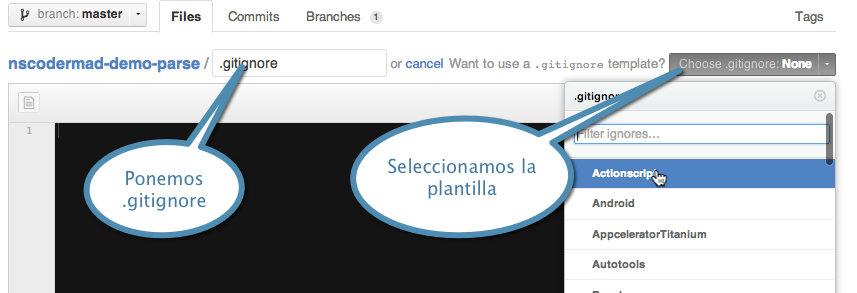 branch: master Files Commits Branches 1 Tags
nscodermad-demo-parse / .gitignore or cancel Want to use a .gitignore template? Choose .gitignore: None
.gitignore
1
Filter ignores...
Ponemos
.gitignore
Seleccionamos la
plantilla
Actionscript
Android
AppceleratorTitanium
Autotools